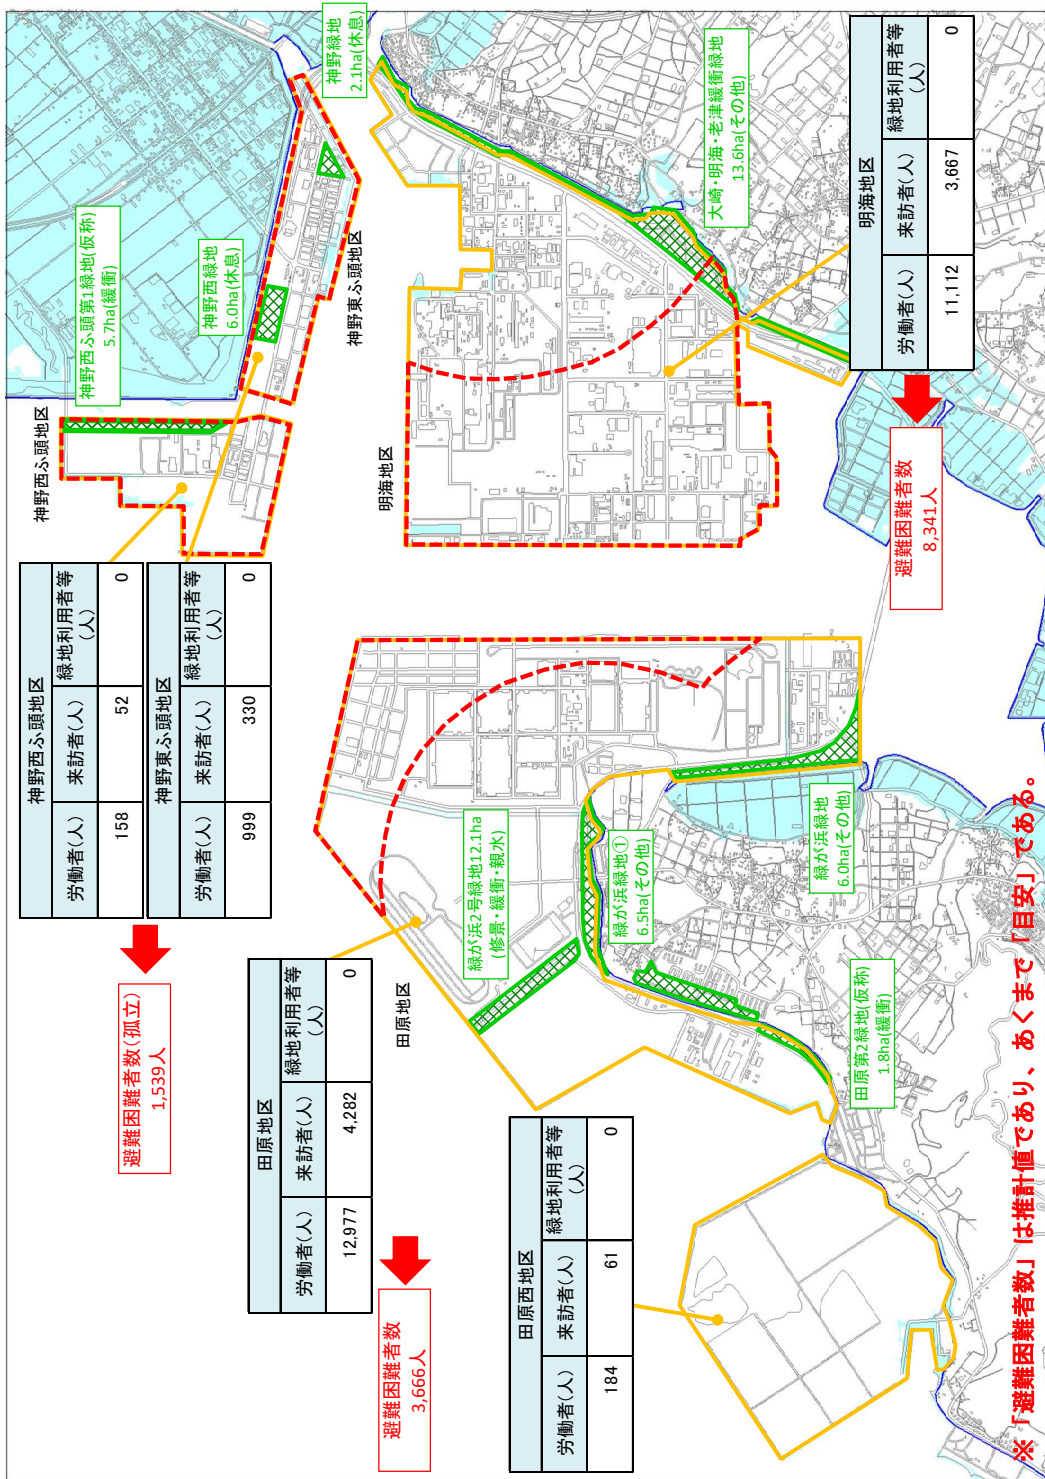 神野西ふ頭地区
労働者(人) 来訪者(人) 緑地利用者等(人)
158 52 0
神野東ふ頭地区
労働者(人) 来訪者(人) 緑地利用者等(人)
999 330 0
避難困難者数(孤立)
1,539人
神野西ふ頭地区
神野西ふ頭第1緑地(仮称)
5.7ha(緩衝)
神野西緑地
6.0ha(休息)
神野東ふ頭地区
神野緑地
2.1ha(休息)
田原地区
労働者(人) 来訪者(人) 緑地利用者等(人)
12,977 4,282 0
避難困難者数
3,666人
田原地区
緑が浜2号緑地12.1ha
(修景・緩衝・親水)
緑が浜緑地①
6.5ha(その他)
明海地区
大崎・明海・老津緩衝緑地
13.6ha(その他)
明海地区
労働者(人) 来訪者(人) 緑地利用者等(人)
11,112 3,667 0
避難困難者数
8,341人
田原西地区
労働者(人) 来訪者(人) 緑地利用者等(人)
184 61 0
田原第2緑地(仮称)
1.8ha(緩衝)
緑が浜緑地
6.0ha(その他)
※「避難困難者数」は推計値であり、あくまで「目安」である。